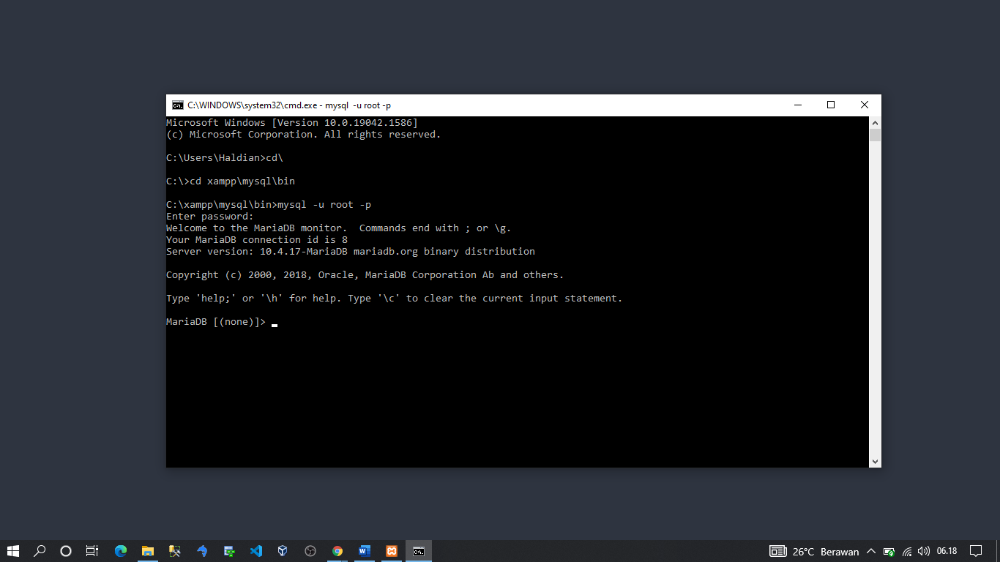 C:\WINDOWS\system32\cmd.exe - mysql  -u root -p
Microsoft Windows [Version 10.0.19042.1586]
(c) Microsoft Corporation. All rights reserved.
C:\Users\Haldian>cd\
C:\>cd xampp\mysql\bin
C:\xampp\mysql\bin>mysql -u root -p
Enter password:
Welcome to the MariaDB monitor.  Commands end with ; or \g.
Your MariaDB connection id is 8
Server version: 10.4.17-MariaDB mariadb.org binary distribution
Copyright (c) 2000, 2018, Oracle, MariaDB Corporation Ab and others.
Type 'help;' or '\h' for help. Type '\c' to clear the current input statement.
MariaDB [(none)]>
26°C  Berawan
06.18